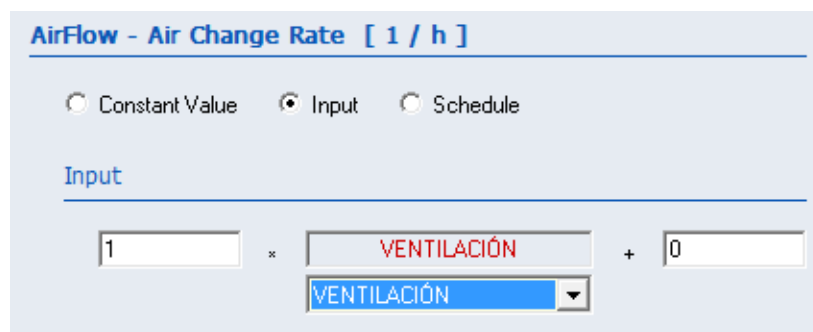 AirFlow - Air Change Rate [ 1 / h ]
Constant Value Input Schedule
Input
1 × VENTILACIÓN + 0
VENTILACIÓN